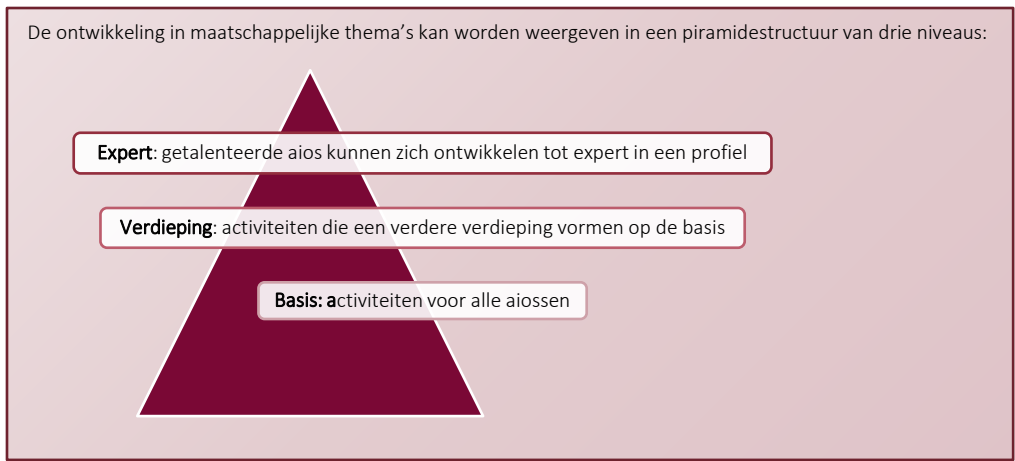 De ontwikkeling in maatschappelijke thema’s kan worden weergeven in een piramidestructuur van drie niveaus:
Expert: getalenteerde aios kunnen zich ontwikkelen tot expert in een profiel
Verdieping: activiteiten die een verdere verdieping vormen op de basis
Basis: activiteiten voor alle aiossen